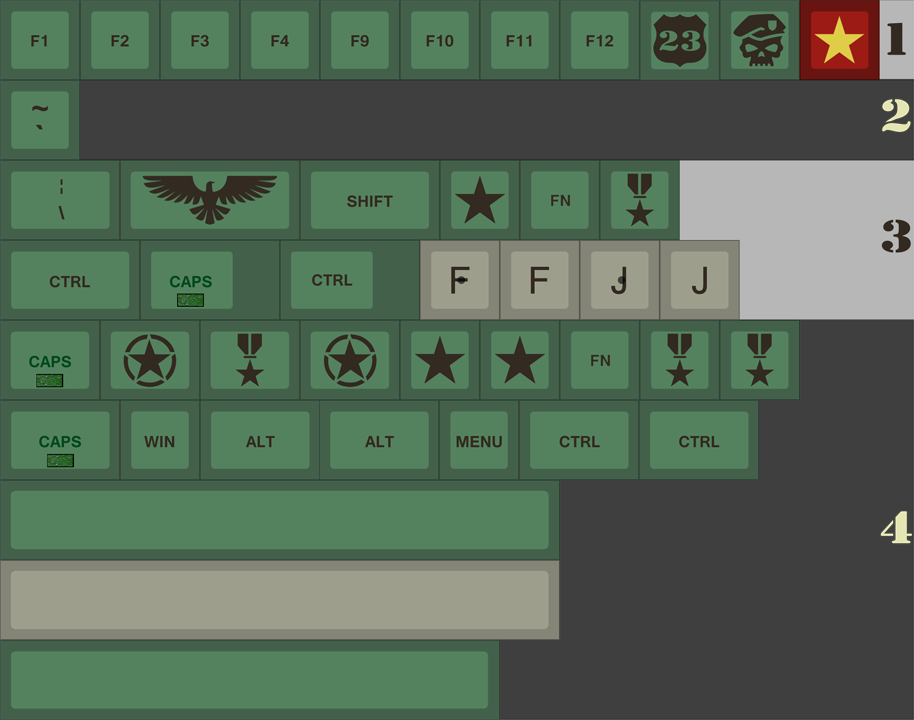 F1 F2 F3 F4 F9 F10 F11 F12 23 1
~ 2
`
¦ SHIFT FN
\
3
CTRL CAPS CTRL F F J J
CAPS FN
CAPS WIN ALT ALT MENU CTRL CTRL
4